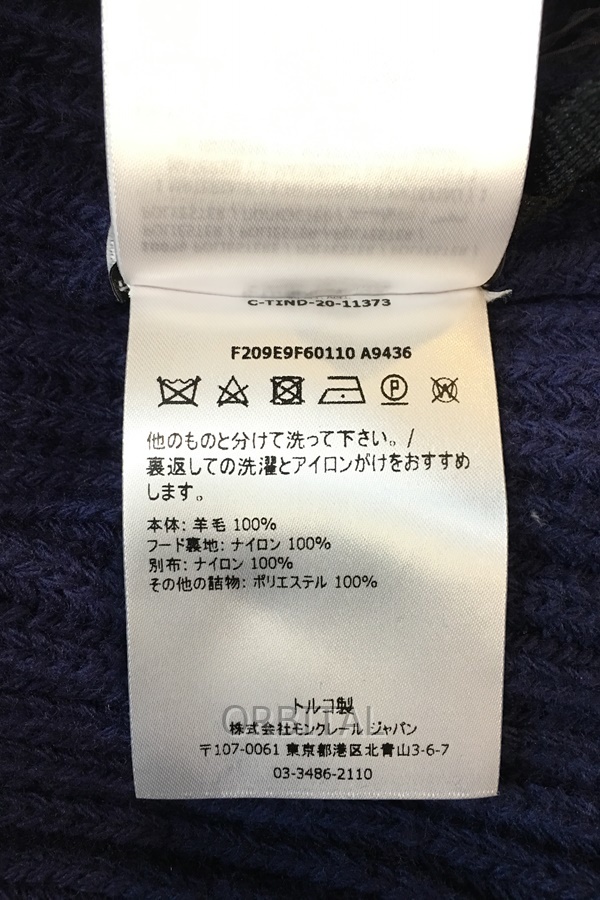 C-TIND-20-11373
F209E9F60110 A9436
P
W
他のものと分けて洗って下さい。/
裏返しての洗濯とアイロンがけをおすすめ
します。
本体: 羊毛 100%
フード裏地: ナイロン 100%
別布: ナイロン 100%
その他の詰物: ポリエステル 100%
トルコ製
ORBITAL
株式会社モンクレール ジャパン
〒107-0061 東京都港区北青山3-6-7
03-3486-2110